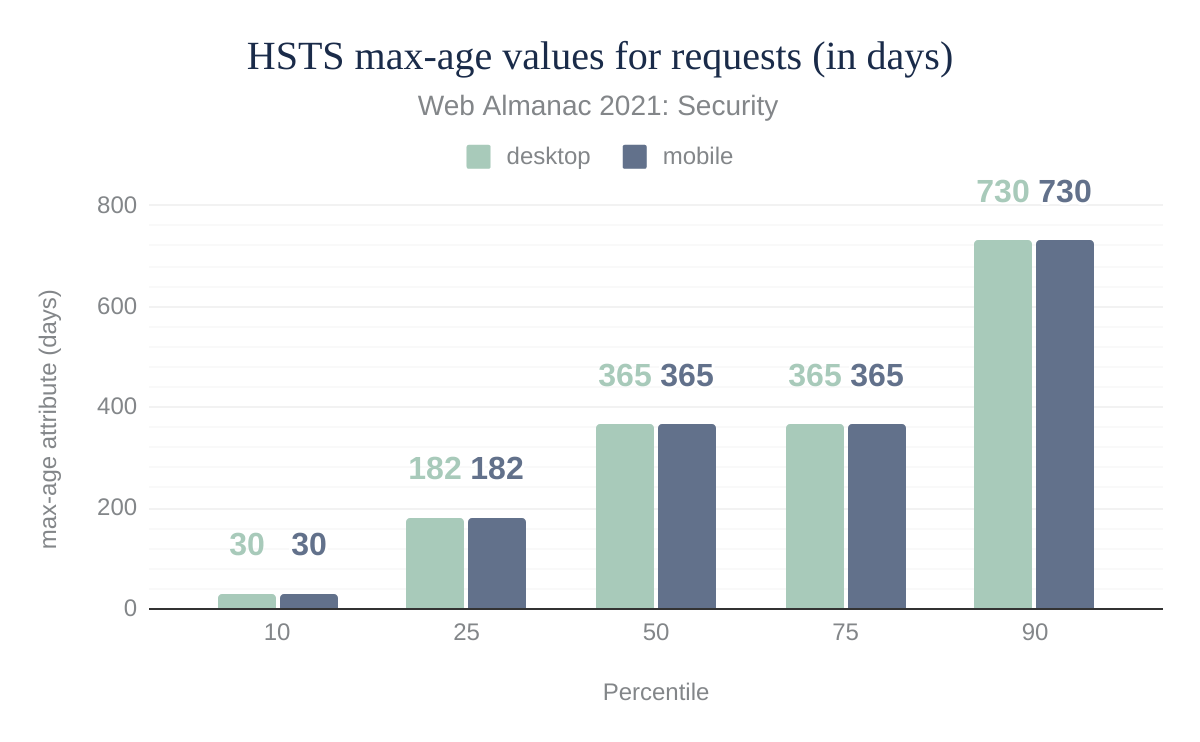 HSTS max-age values for requests (in days)
Web Almanac 2021: Security
desktop mobile
730 730
800
600
max-age attribute (days)
365 365 365 365
400
182 182
200
30 30
0
10 25 50 75 90
Percentile